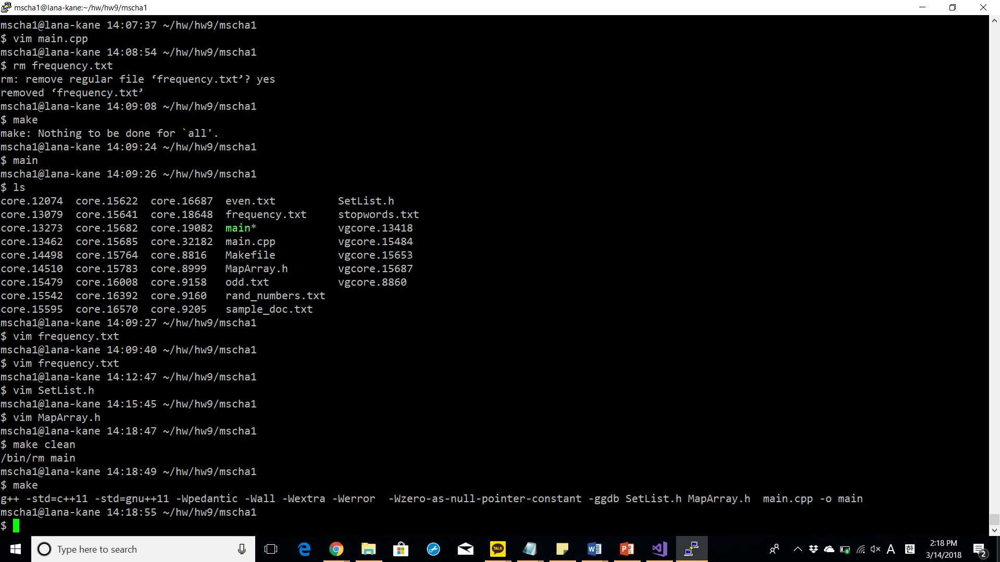 mscha1@lana-kane:~/hw/hw9/mscha1
mscha1@lana-kane 14:07:37 ~/hw/hw9/mscha1
$ vim main.cpp
mscha1@lana-kane 14:08:54 ~/hw/hw9/mscha1
$ rm frequency.txt
rm: remove regular file ‘frequency.txt’? yes
removed ‘frequency.txt’
mscha1@lana-kane 14:09:08 ~/hw/hw9/mscha1
$ make
make: Nothing to be done for `all'.
mscha1@lana-kane 14:09:24 ~/hw/hw9/mscha1
$ main
mscha1@lana-kane 14:09:26 ~/hw/hw9/mscha1
$ ls
core.12074 core.15622 core.16687 even.txt SetList.h
core.13079 core.15641 core.18648 frequency.txt stopwords.txt
core.13273 core.15682 core.19082 main* vgcore.13418
core.13462 core.15685 core.32182 main.cpp vgcore.15484
core.14498 core.15764 core.8816 Makefile vgcore.15653
core.14510 core.15783 core.8999 MapArray.h vgcore.15687
core.15479 core.16008 core.9158 odd.txt vgcore.8860
core.15542 core.16392 core.9160 rand_numbers.txt
core.15595 core.16570 core.9205 sample_doc.txt
mscha1@lana-kane 14:09:27 ~/hw/hw9/mscha1
$ vim frequency.txt
mscha1@lana-kane 14:09:40 ~/hw/hw9/mscha1
$ vim frequency.txt
mscha1@lana-kane 14:12:47 ~/hw/hw9/mscha1
$ vim SetList.h
mscha1@lana-kane 14:15:45 ~/hw/hw9/mscha1
$ vim MapArray.h
mscha1@lana-kane 14:18:47 ~/hw/hw9/mscha1
$ make clean
/bin/rm main
mscha1@lana-kane 14:18:49 ~/hw/hw9/mscha1
$ make
g++ -std=c++11 -std=gnu++11 -Wpedantic -Wall -Wextra -Werror  -Wzero-as-null-pointer-constant -ggdb SetList.h MapArray.h  main.cpp -o main
mscha1@lana-kane 14:18:55 ~/hw/hw9/mscha1
$
Type here to search
TALK
A
한
2:18 PM
3/14/2018
2